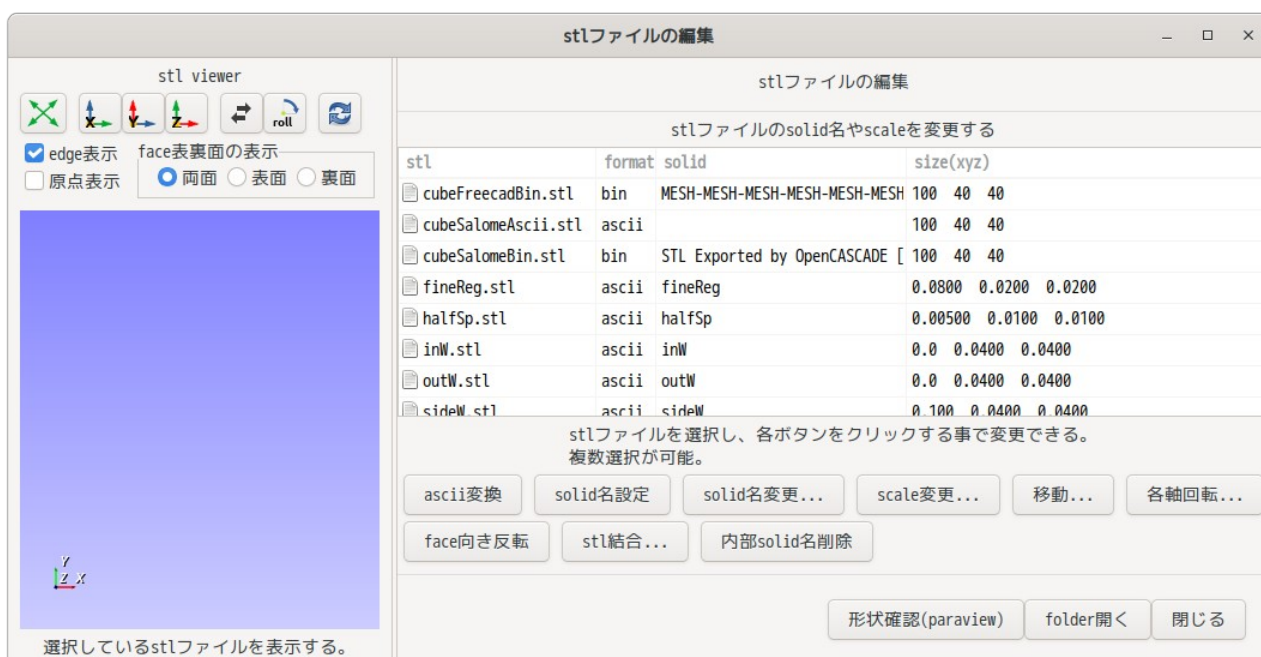 stlファイルの編集
stl viewer
X
Y
Z
roll
edge表示
face表裏面の表示
原点表示
両面
表面
裏面
Y
Z X
選択しているstlファイルを表示する。
stlファイルの編集
stlファイルのsolid名やscaleを変更する
stl format solid size(xyz)
cubeFreecadBin.stl bin MESH-MESH-MESH-MESH-MESH-MESH 100 40 40
cubeSalomeAscii.stl ascii 100 40 40
cubeSalomeBin.stl bin STL Exported by OpenCASCADE [ 100 40 40
fineReg.stl ascii fineReg 0.0800 0.0200 0.0200
halfSp.stl ascii halfSp 0.00500 0.0100 0.0100
inW.stl ascii inW 0.0 0.0400 0.0400
outW.stl ascii outW 0.0 0.0400 0.0400
sideW.stl ascii sideW 0.100 0.0400 0.0400
stlファイルを選択し、各ボタンをクリックする事で変更できる。
複数選択が可能。
ascii変換 solid名設定 solid名変更... scale変更... 移動... 各軸回転...
face向き反転 stl結合... 内部solid名削除
形状確認(paraview) folder開く 閉じる